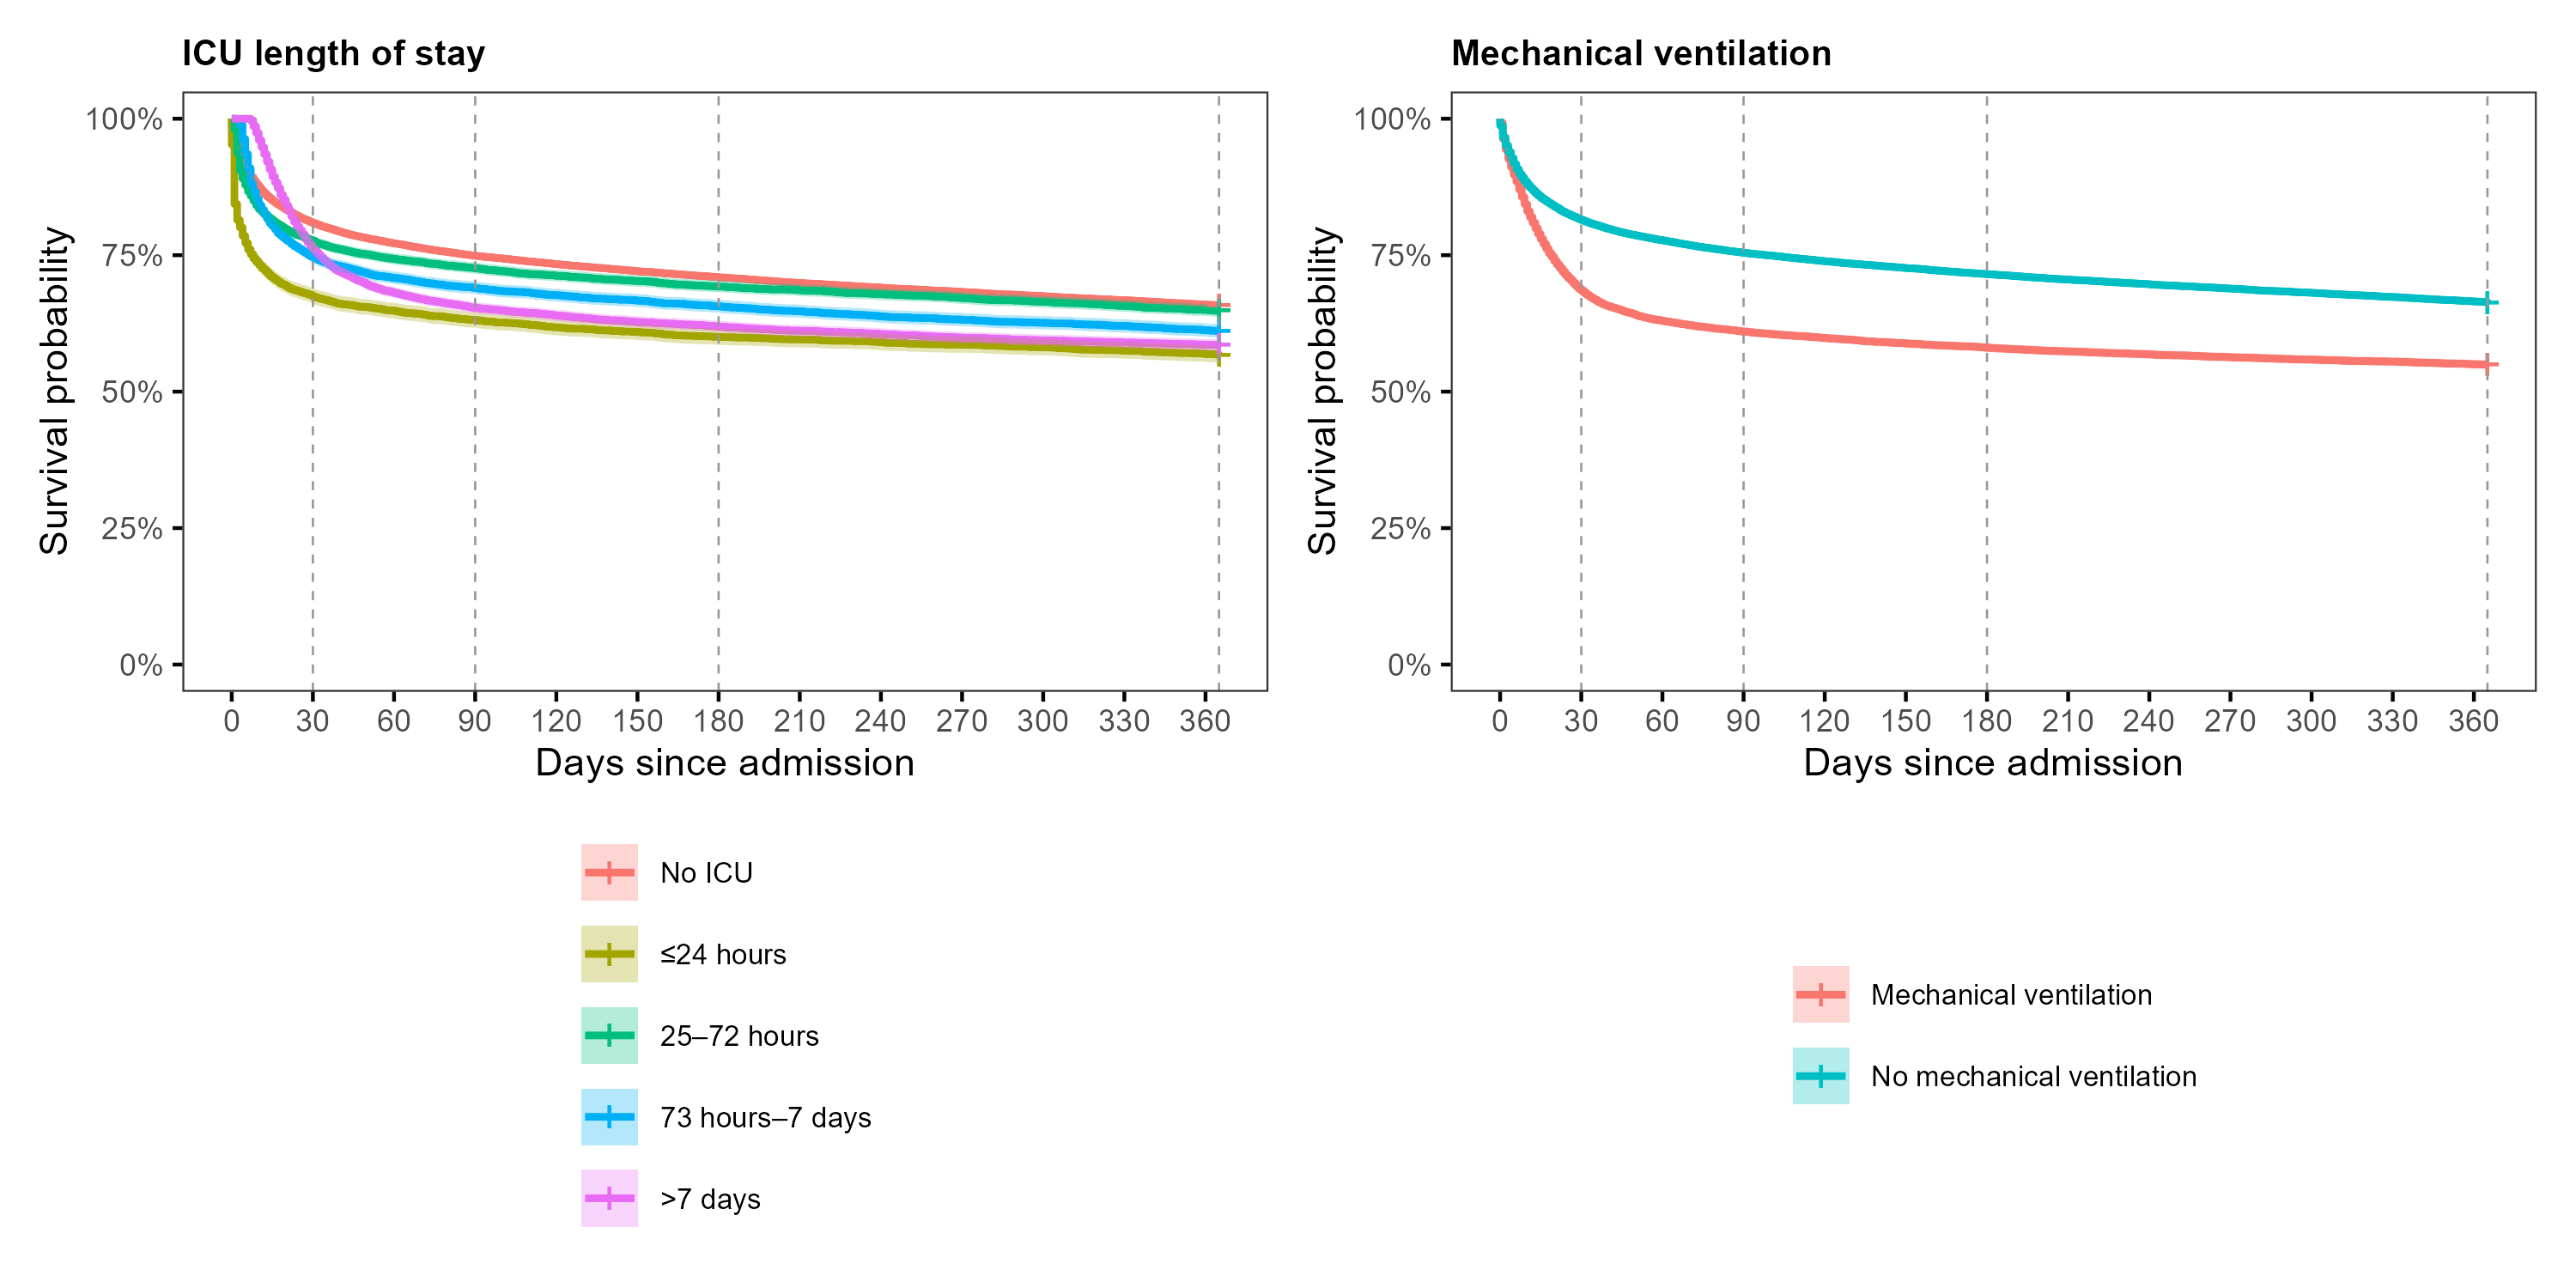 ICU length of stay
Survival probability
100%
75%
50%
25%
0%
0 30 60 90 120 150 180 210 240 270 300 330 360
Days since admission
No ICU
≤24 hours
25–72 hours
73 hours–7 days
>7 days
Mechanical ventilation
Survival probability
100%
75%
50%
25%
0%
0 30 60 90 120 150 180 210 240 270 300 330 360
Days since admission
Mechanical ventilation
No mechanical ventilation